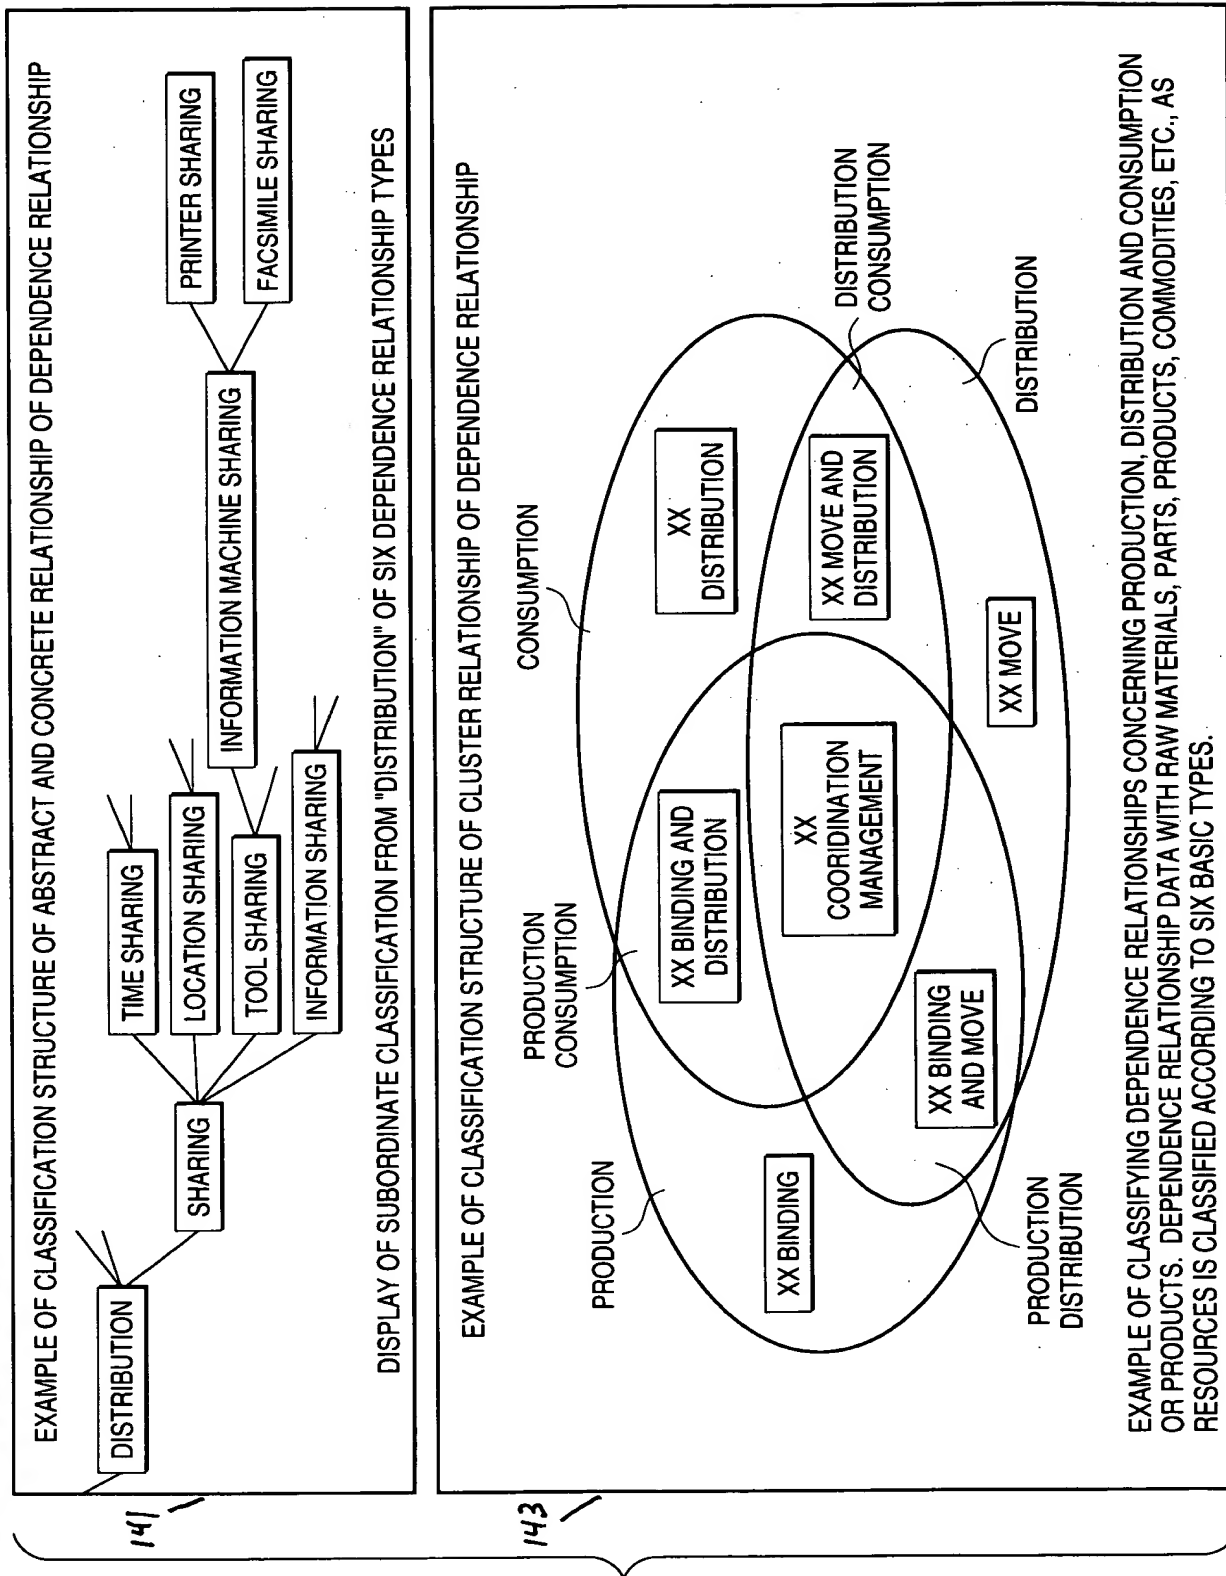 141
EXAMPLE OF CLASSIFICATION STRUCTURE OF ABSTRACT AND CONCRETE RELATIONSHIP OF DEPENDENCE RELATIONSHIP
DISTRIBUTION
SHARING
TIME SHARING
LOCATION SHARING
TOOL SHARING
INFORMATION SHARING
INFORMATION MACHINE SHARING
PRINTER SHARING
FACSIMILE SHARING
DISPLAY OF SUBORDINATE CLASSIFICATION FROM "DISTRIBUTION" OF SIX DEPENDENCE RELATIONSHIP TYPES
143
EXAMPLE OF CLASSIFICATION STRUCTURE OF CLUSTER RELATIONSHIP OF DEPENDENCE RELATIONSHIP
PRODUCTION
PRODUCTION
CONSUMPTION
CONSUMPTION
XX
DISTRIBUTION
XX BINDING AND
DISTRIBUTION
XX BINDING
XX
COORIDINATION
MANAGEMENT
XX MOVE AND
DISTRIBUTION
DISTRIBUTION
CONSUMPTION
XX BINDING
AND MOVE
XX MOVE
DISTRIBUTION
PRODUCTION
DISTRIBUTION
EXAMPLE OF CLASSIFYING DEPENDENCE RELATIONSHIPS CONCERNING PRODUCTION, DISTRIBUTION AND CONSUMPTION
OR PRODUCTS. DEPENDENCE RELATIONSHIP DATA WITH RAW MATERIALS, PARTS, PRODUCTS, COMMODITIES, ETC., AS
RESOURCES IS CLASSIFIED ACCORDING TO SIX BASIC TYPES.